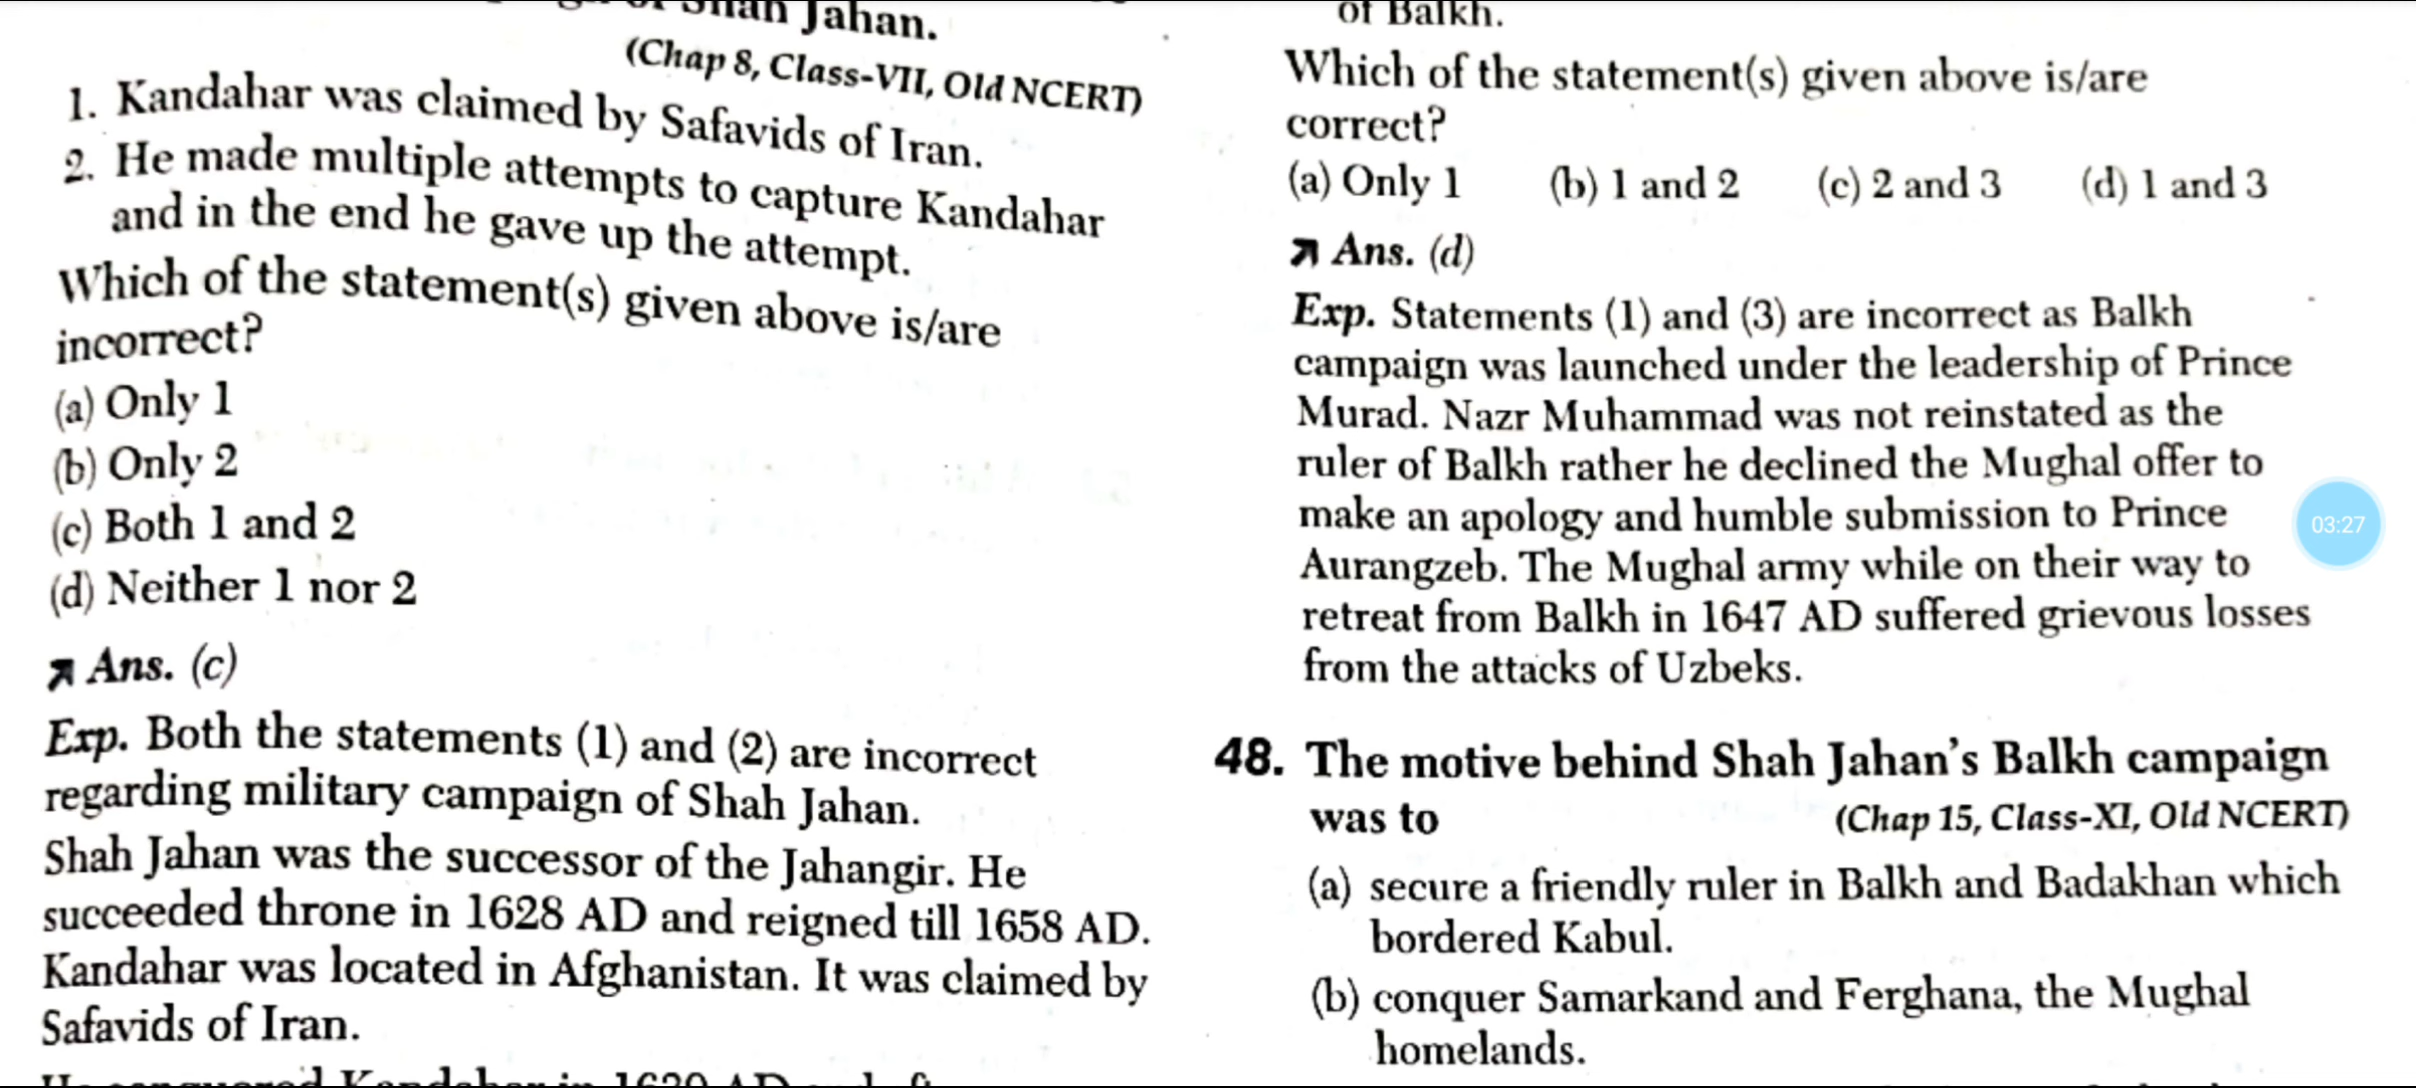 Shah Jahan.
(Chap 8, Class-VII, Old NCERT)
1. Kandahar was claimed by Safavids of Iran.
2. He made multiple attempts to capture Kandahar
and in the end he gave up the attempt.
Which of the statement(s) given above is/are
incorrect?
(a) Only 1
(b) Only 2
(c) Both 1 and 2
(d) Neither 1 nor 2
Ans. (c)
Exp. Both the statements (1) and (2) are incorrect
regarding military campaign of Shah Jahan.
Shah Jahan was the successor of the Jahangir. He
succeeded throne in 1628 AD and reigned till 1658 AD.
Kandahar was located in Afghanistan. It was claimed by
Safavids of Iran.
of Balkh.
Which of the statement(s) given above is/are
correct?
(a) Only 1 (b) 1 and 2 (c) 2 and 3 (d) 1 and 3
Ans. (d)
Exp. Statements (1) and (3) are incorrect as Balkh
campaign was launched under the leadership of Prince
Murad. Nazr Muhammad was not reinstated as the
ruler of Balkh rather he declined the Mughal offer to
make an apology and humble submission to Prince
Aurangzeb. The Mughal army while on their way to
retreat from Balkh in 1647 AD suffered grievous losses
from the attacks of Uzbeks.
48. The motive behind Shah Jahan's Balkh campaign
was to (Chap 15, Class-XI, Old NCERT)
(a) secure a friendly ruler in Balkh and Badakhan which
bordered Kabul.
(b) conquer Samarkand and Ferghana, the Mughal
homelands.
03:27